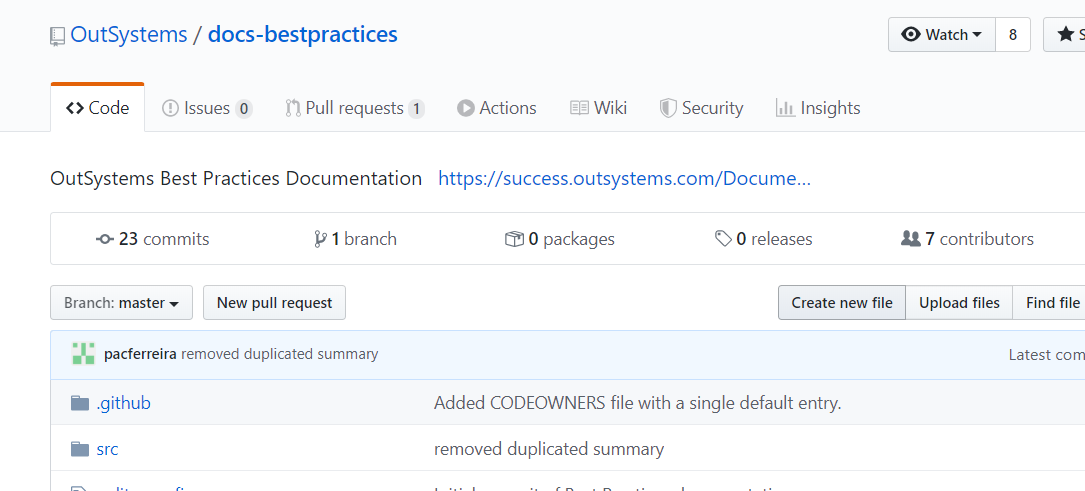 OutSystems / docs-bestpractices
Watch 8
Code Issues 0 Pull requests 1 Actions Wiki Security Insights
OutSystems Best Practices Documentation https://success.outsystems.com/Docume...
23 commits 1 branch 0 packages 0 releases 7 contributors
Branch: master New pull request Create new file Upload files Find file
pacferreira removed duplicated summary Latest com
.github Added CODEOWNERS file with a single default entry.
src removed duplicated summary